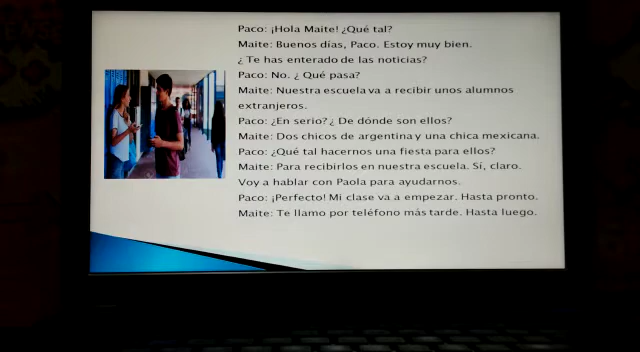 Paco: ¡Hola Maite! ¿Qué tal?
Maite: Buenos días, Paco. Estoy muy bien.
¿ Te has enterado de las noticias?
Paco: No. ¿ Qué pasa?
Maite: Nuestra escuela va a recibir unos alumnos
extranjeros.
Paco: ¿En serio? ¿ De dónde son ellos?
Maite: Dos chicos de argentina y una chica mexicana.
Paco: ¿Qué tal hacernos una fiesta para ellos?
Maite: Para recibirlos en nuestra escuela. Sí, claro.
Voy a hablar con Paola para ayudarnos.
Paco: ¡Perfecto! Mi clase va a empezar. Hasta pronto.
Maite: Te llamo por teléfono más tarde. Hasta luego.